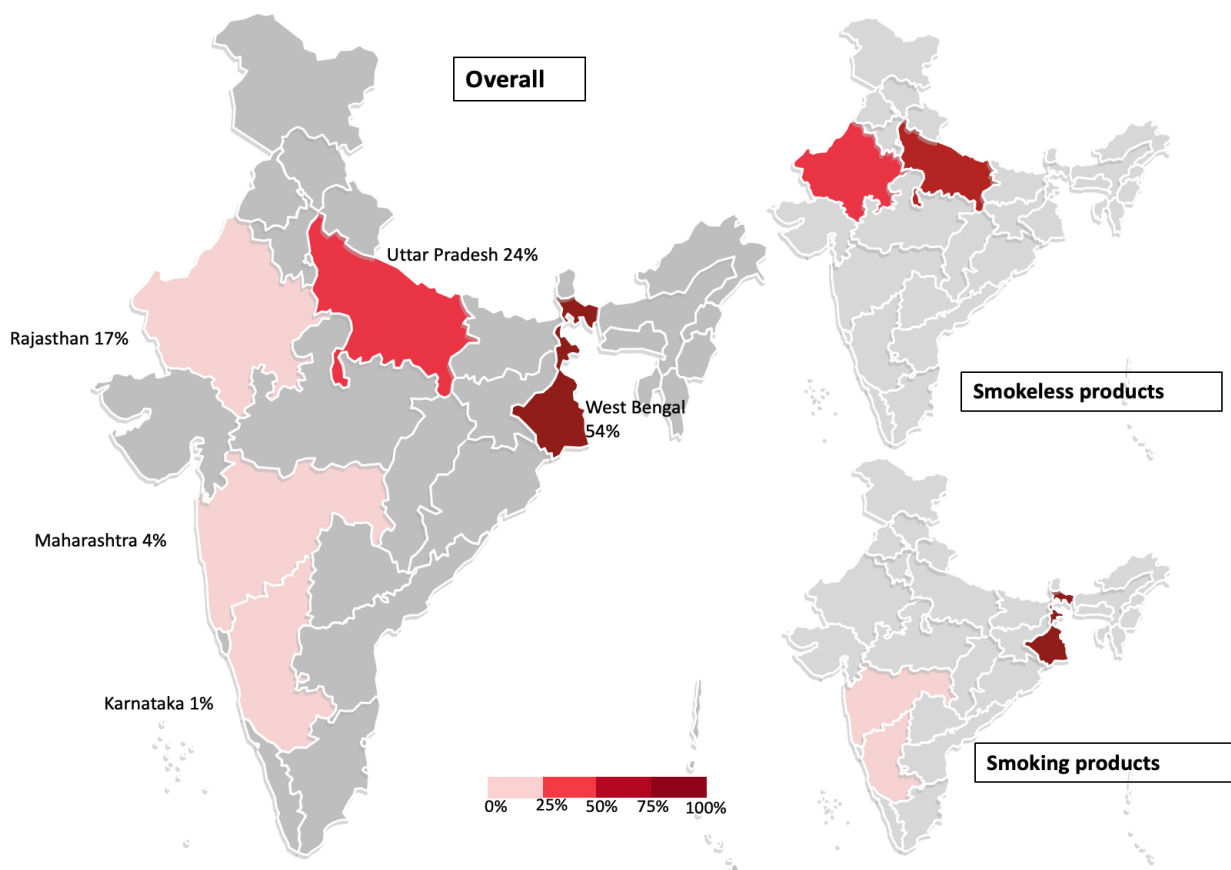 Overall
Uttar Pradesh 24%
Rajasthan 17%
West Bengal
54%
Maharashtra 4%
Karnataka 1%
0% 25% 50% 75% 100%
Smokeless products
Smoking products